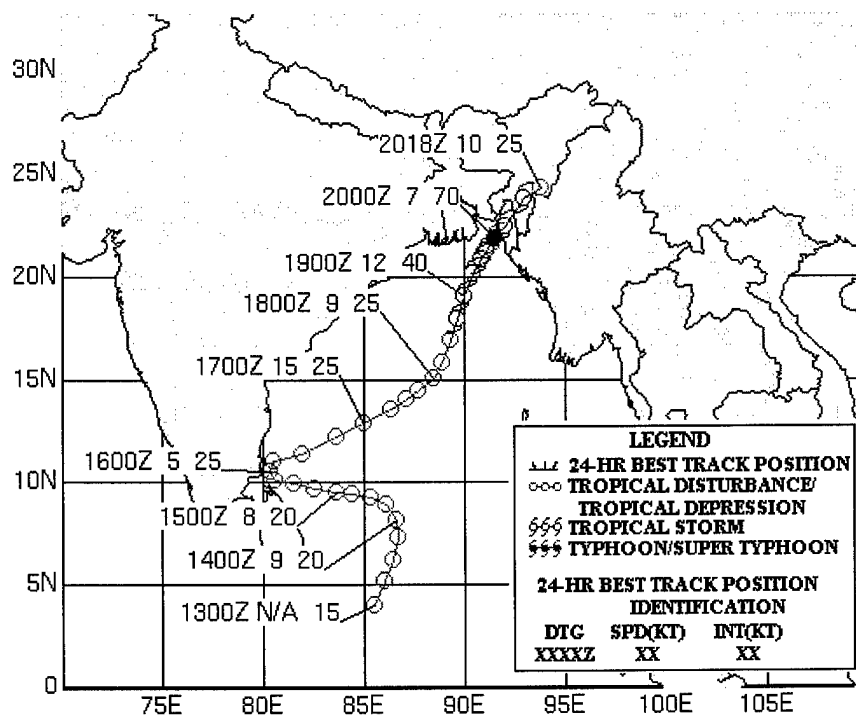 30N
2018Z 10 25
25N
2000Z 7 70
1900Z 12 40
20N
1800Z 9 25
1700Z 15 25
15N
LEGEND
1600Z 5 25
24-HR BEST TRACK POSITION
10N
TROPICAL DISTURBANCE/
TROPICAL DEPRESSION
1500Z 8 20
TROPICAL STORM
TYPHOON/SUPER TYPHOON
1400Z 9 20
5N
24-HR BEST TRACK POSITION
IDENTIFICATION
1300Z N/A 15
DTG SPD(KT) INT(KT)
XXXXZ XX XX
0
75E 80E 85E 90E 95E 100E 105E